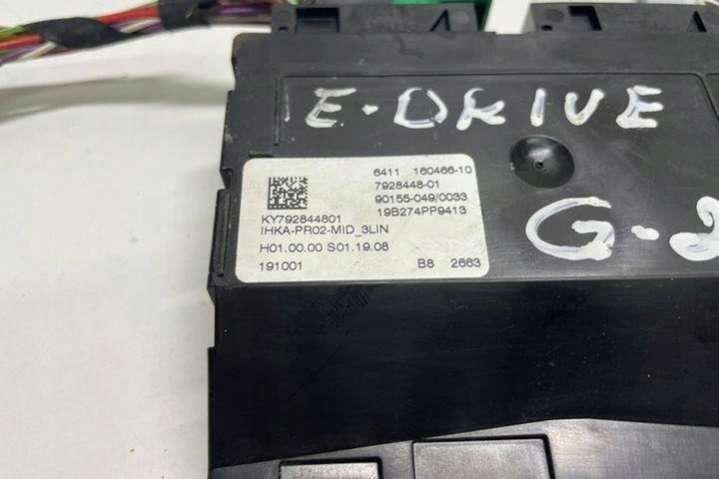 E-DRIVE
6411 160466-10
7928448-01
90155-049/0033
KY792844801 19B274PP9413
IHKA-PR02-MID_3LIN
H01.00.00 S01.19.08
191001 B8 2663
G-